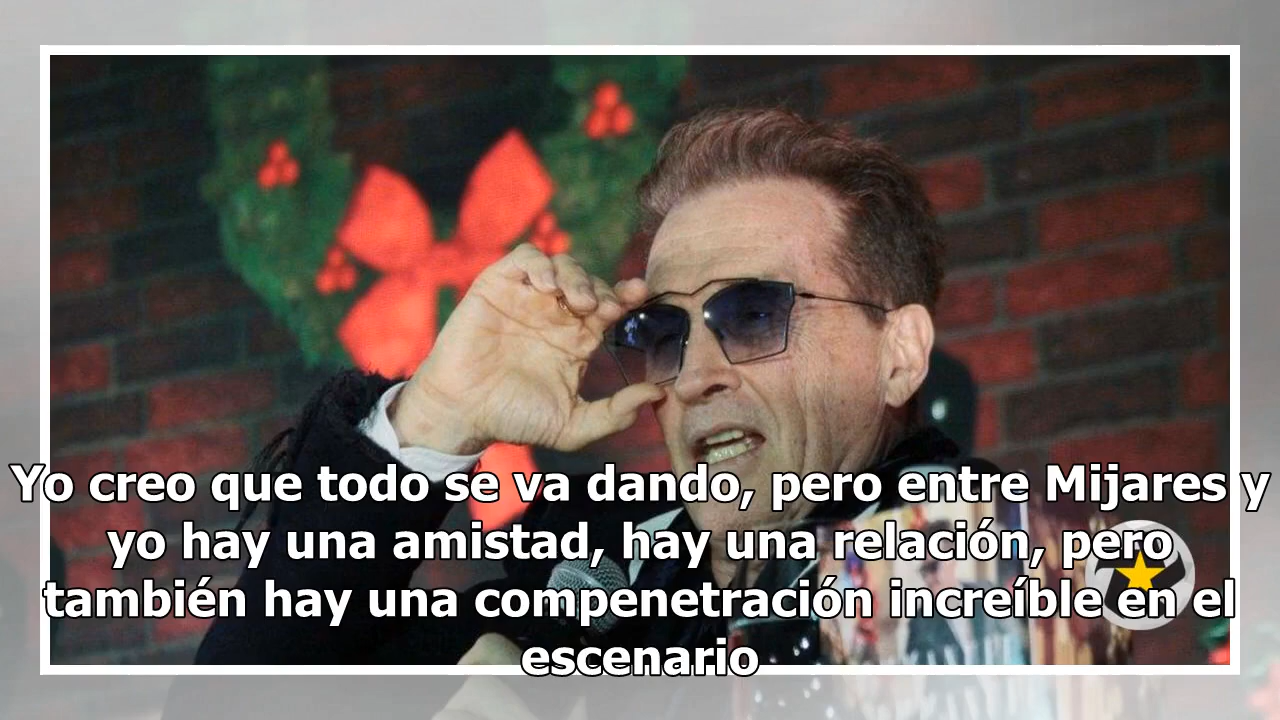 Yo creo que todo se va dando, pero entre Mijares y
yo hay una amistad, hay una relación, pero
también hay una compenetración increíble en el
escenario